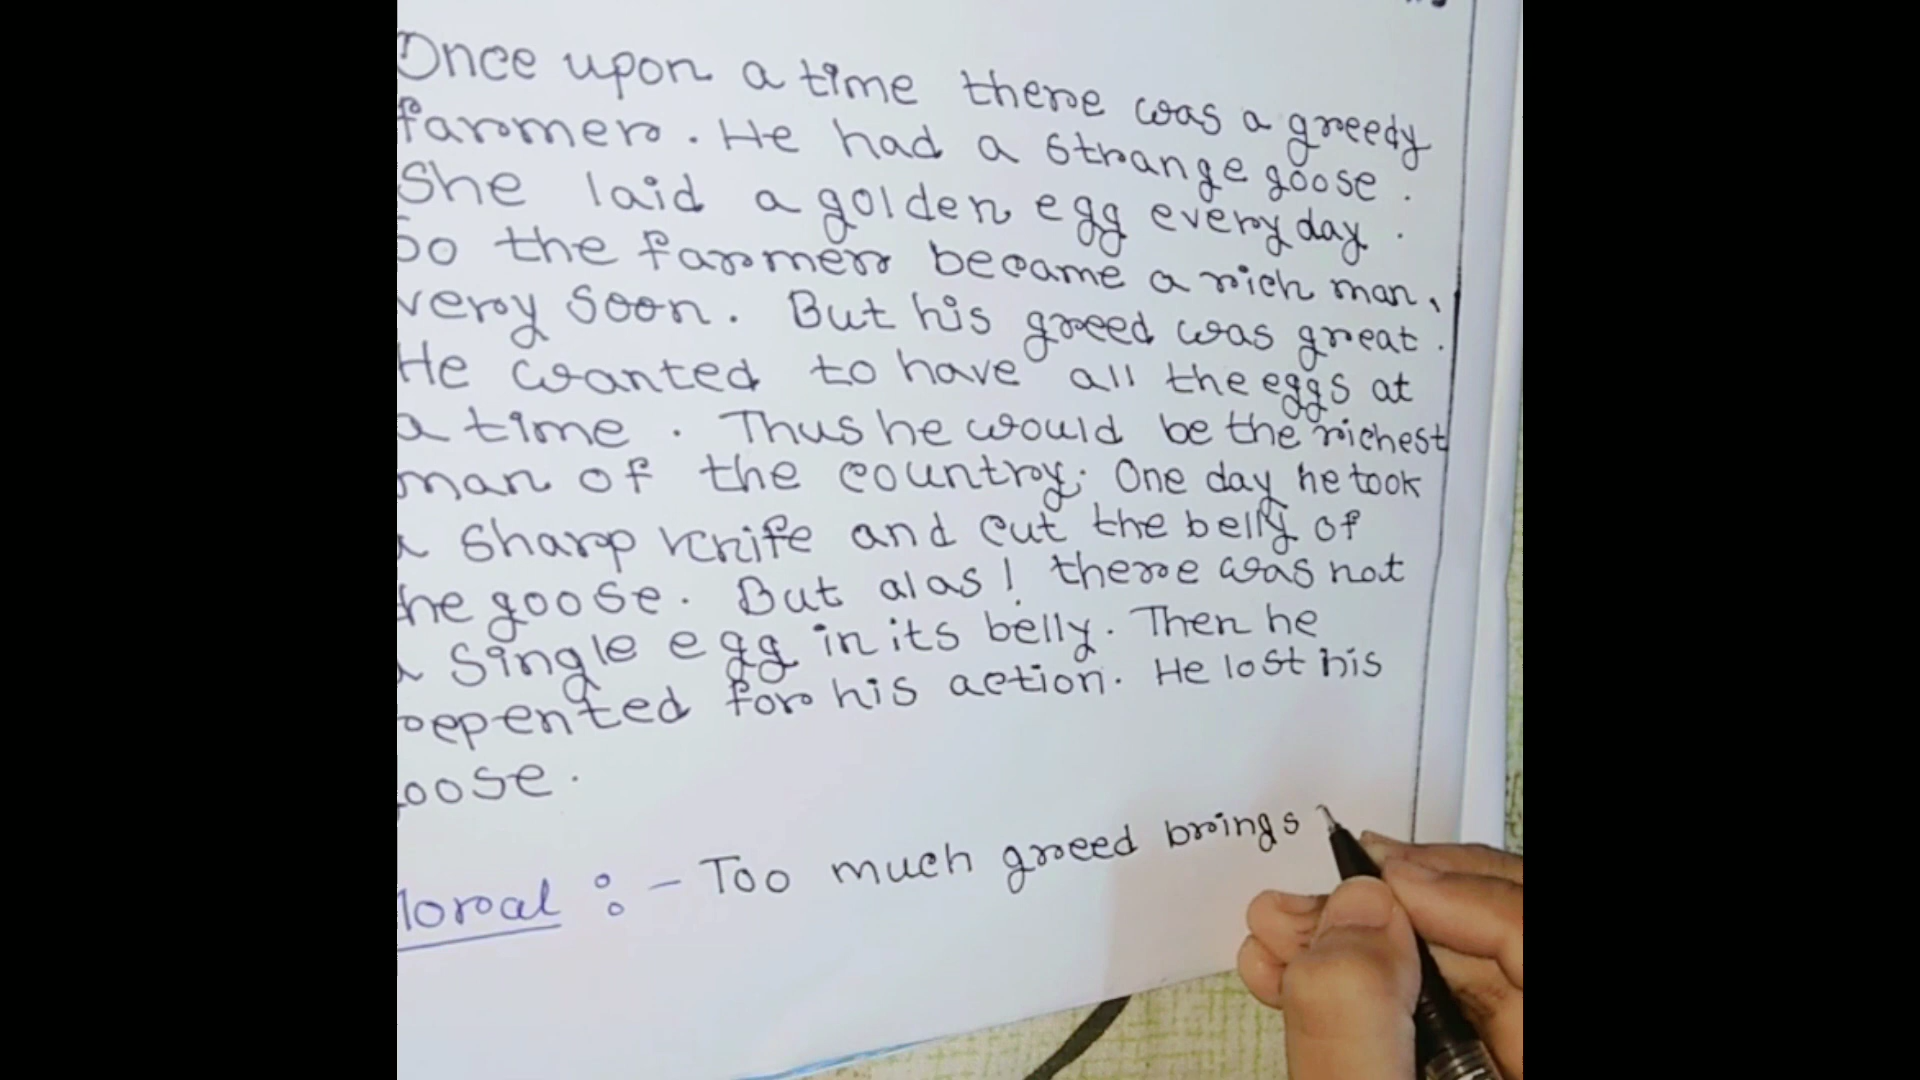 Once upon a time there was a greedy
farmer. He had a strange goose.
She laid a golden egg every day.
So the farmer became a rich man,
very soon. But his greed was great.
He wanted to have all the eggs at
a time. Thus he would be the richest
man of the country. One day he took
a sharp knife and cut the belly of
the goose. But alas! there was not
a single egg in its belly. Then he
repented for his action. He lost his
goose.
Moral :- Too much greed brings